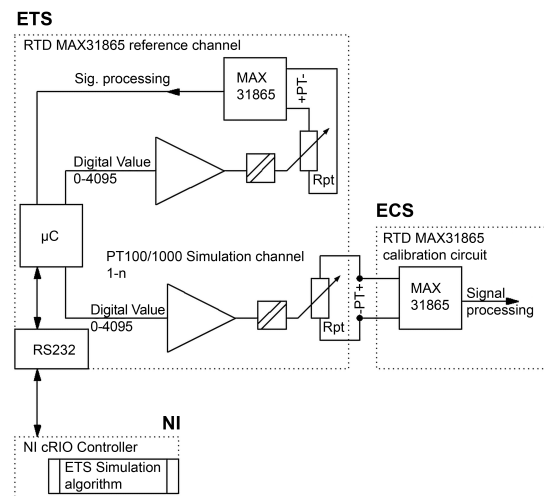 ETS
RTD MAX31865 reference channel
Sig. processing
MAX
31865
+PT-
Digital Value
0-4095
Rpt
µC
PT100/1000 Simulation channel
1-n
Digital Value
0-4095
Rpt
-PT+
ECS
RTD MAX31865
calibration circuit
MAX
31865
Signal
processing
RS232
NI
NI cRIO Controller
ETS Simulation
algorithm